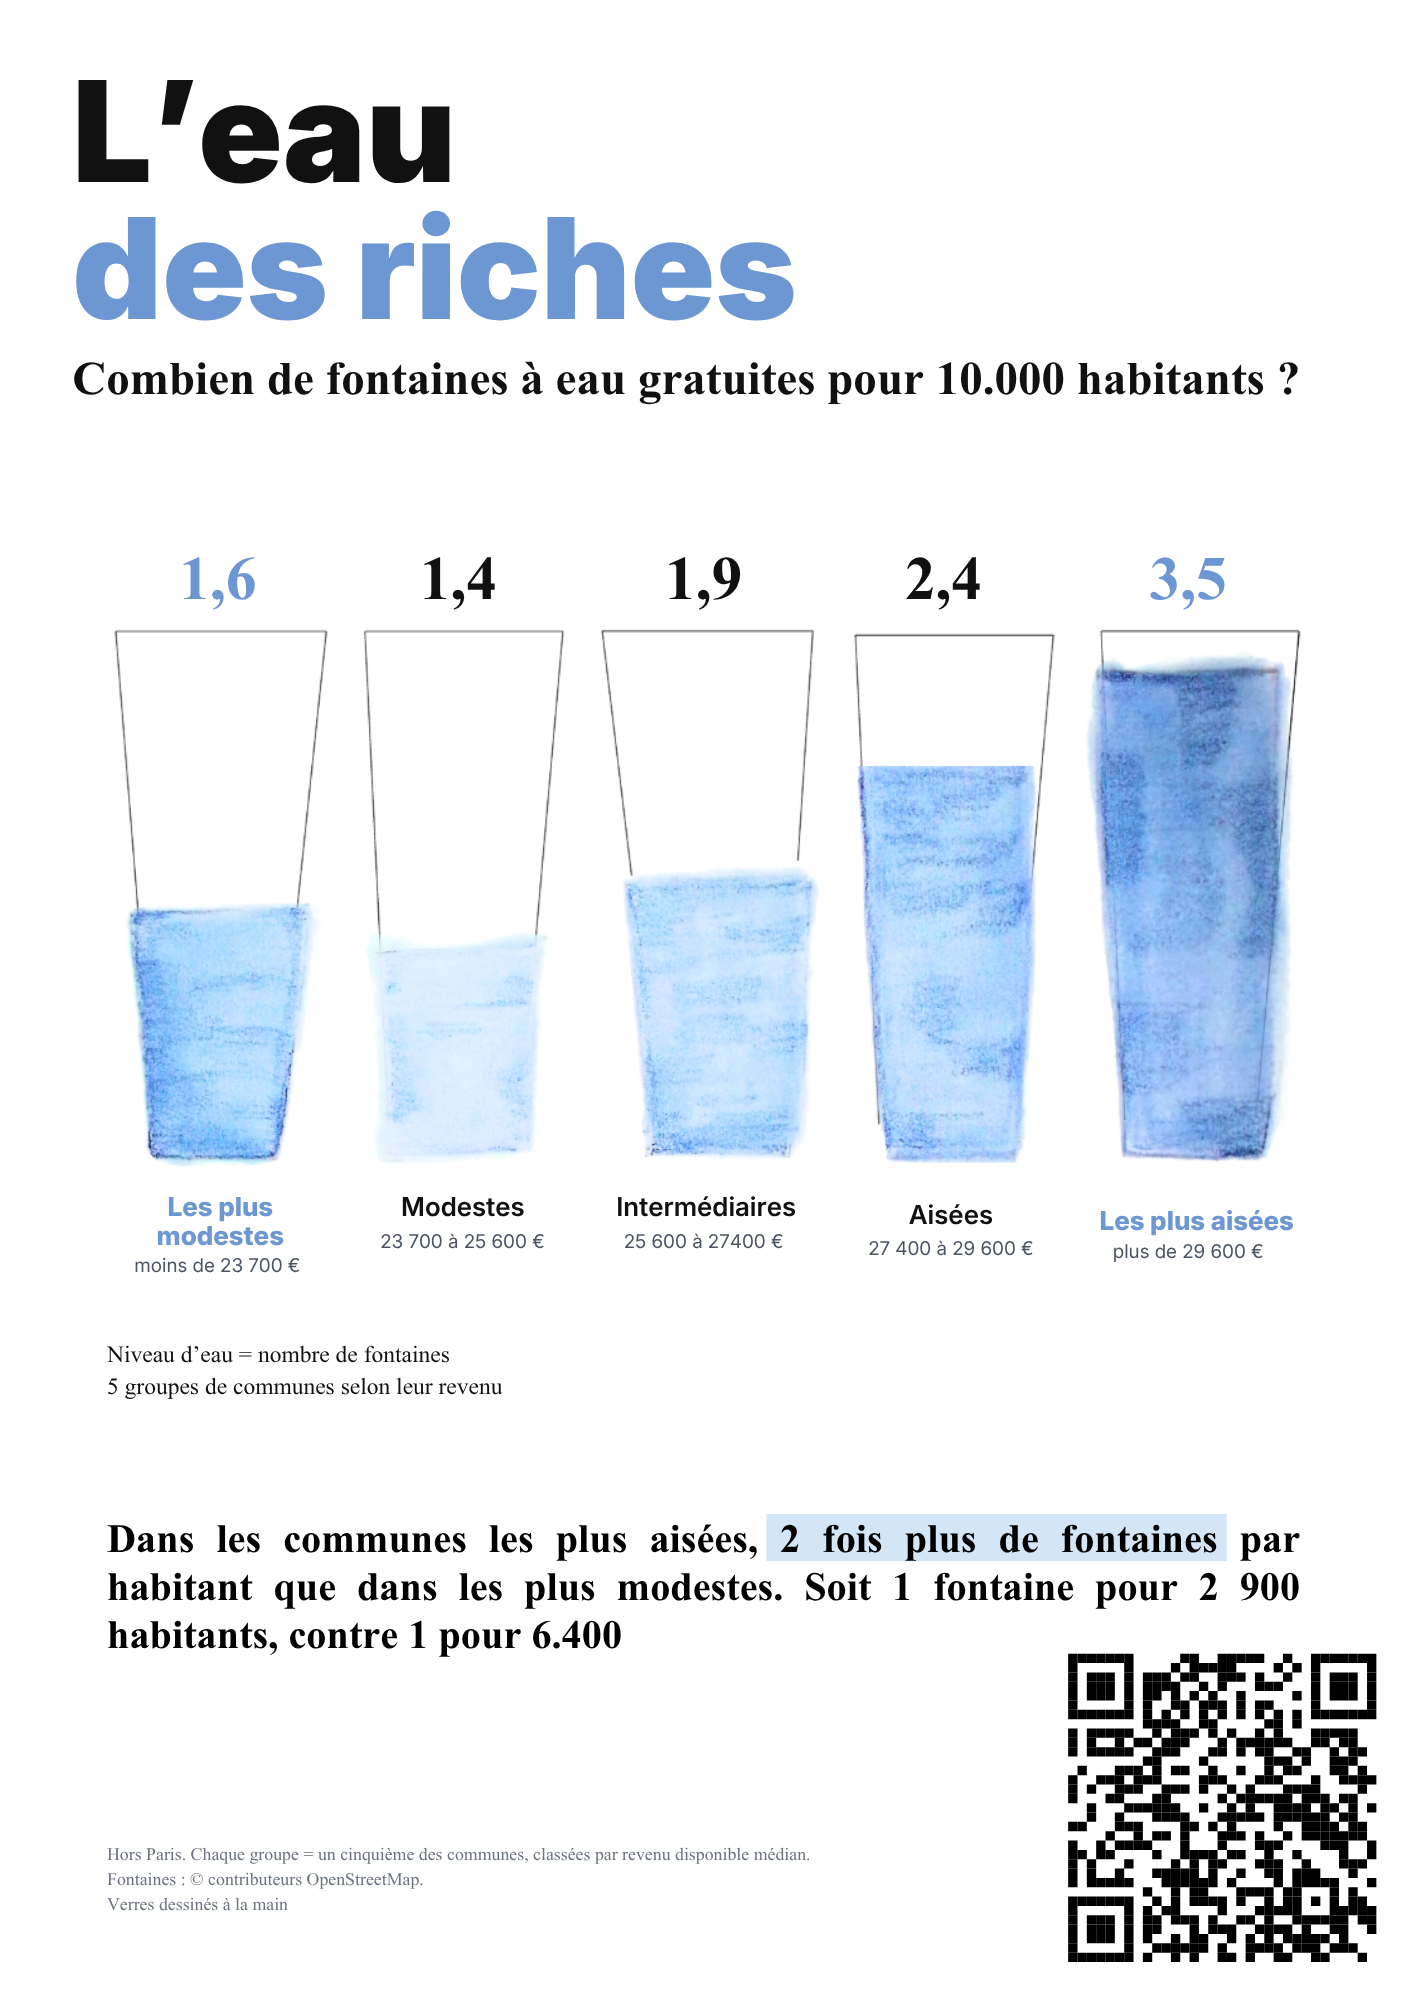 L’eau
des riches
Combien de fontaines à eau gratuites pour 10.000 habitants ?
1,6
1,4
1,9
2,4
3,5
Les plus
modestes
moins de 23 700 €
Modestes
23 700 à 25 600 €
Intermédiaires
25 600 à 27400 €
Aisées
27 400 à 29 600 €
Les plus aisées
plus de 29 600 €
Niveau d’eau = nombre de fontaines
5 groupes de communes selon leur revenu
Dans les communes les plus aisées, 2 fois plus de fontaines par
habitant que dans les plus modestes. Soit 1 fontaine pour 2 900
habitants, contre 1 pour 6.400
Hors Paris. Chaque groupe = un cinquième des communes, classées par revenu disponible médian.
Fontaines : © contributeurs OpenStreetMap.
Verres dessinés à la main